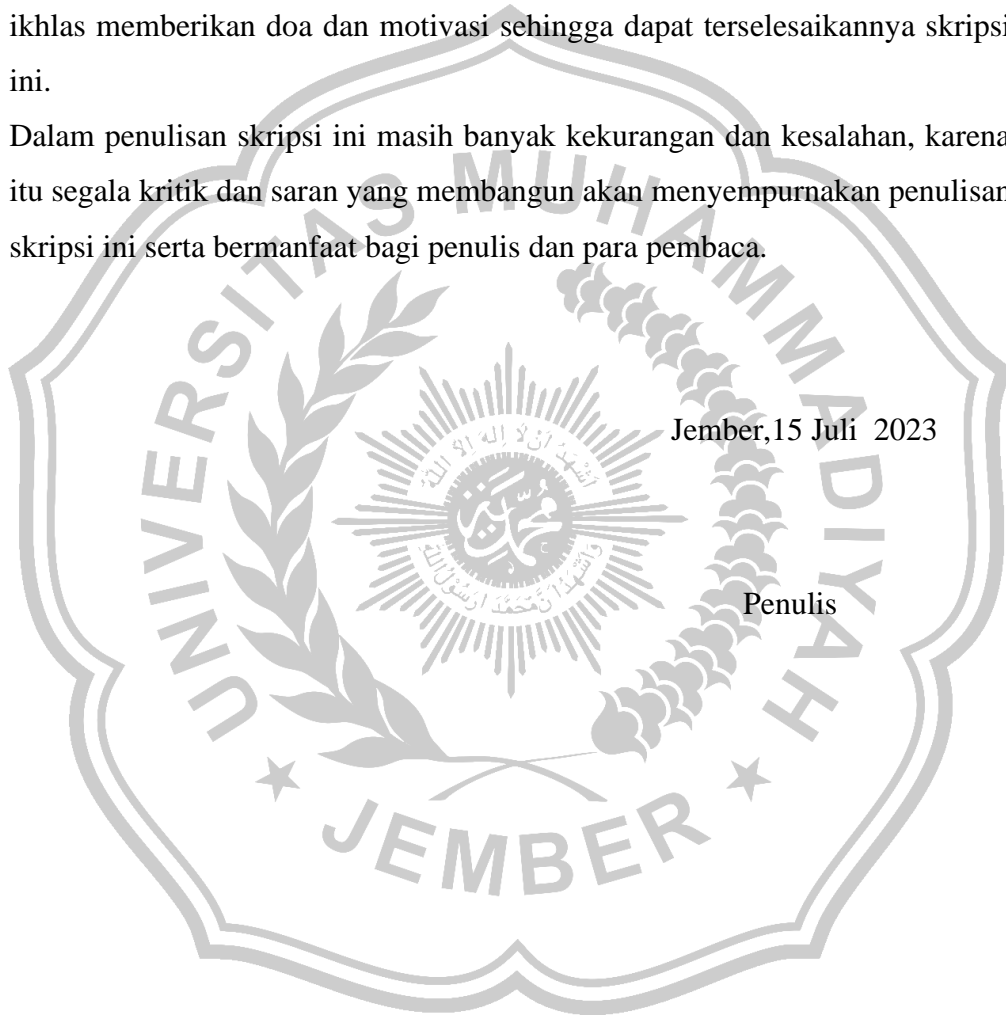 ikhlas memberikan doa dan motivasi sehingga dapat terselesaikannya skripsi
ini.
Dalam penulisan skripsi ini masih banyak kekurangan dan kesalahan, karena
itu segala kritik dan saran yang membangun akan menyempurnakan penulisan
skripsi ini serta bermanfaat bagi penulis dan para pembaca.
UNIVERSITAS MUHAMMADIYAH
Jember,15 Juli  2023
Penulis
JEMBER